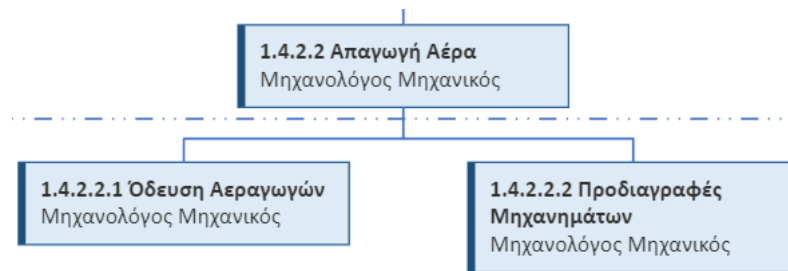 1.4.2.2 Απαγωγή Αέρα
Μηχανολόγος Μηχανικός
1.4.2.2.1 Όδευση Αεραγωγών
Μηχανολόγος Μηχανικός
1.4.2.2.2 Προδιαγραφές
Μηχανημάτων
Μηχανολόγος Μηχανικός